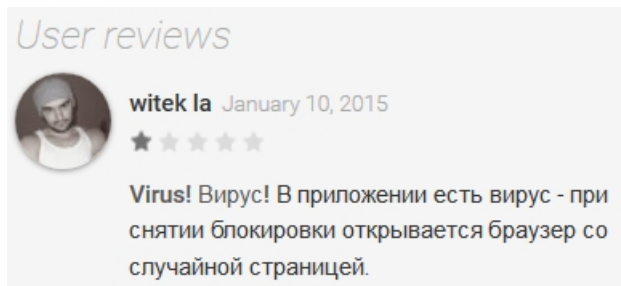 User reviews
witek la January 10, 2015
Virus! Вирус! В приложении есть вирус - при
снятии блокировки открывается браузер со
случайной страницей.